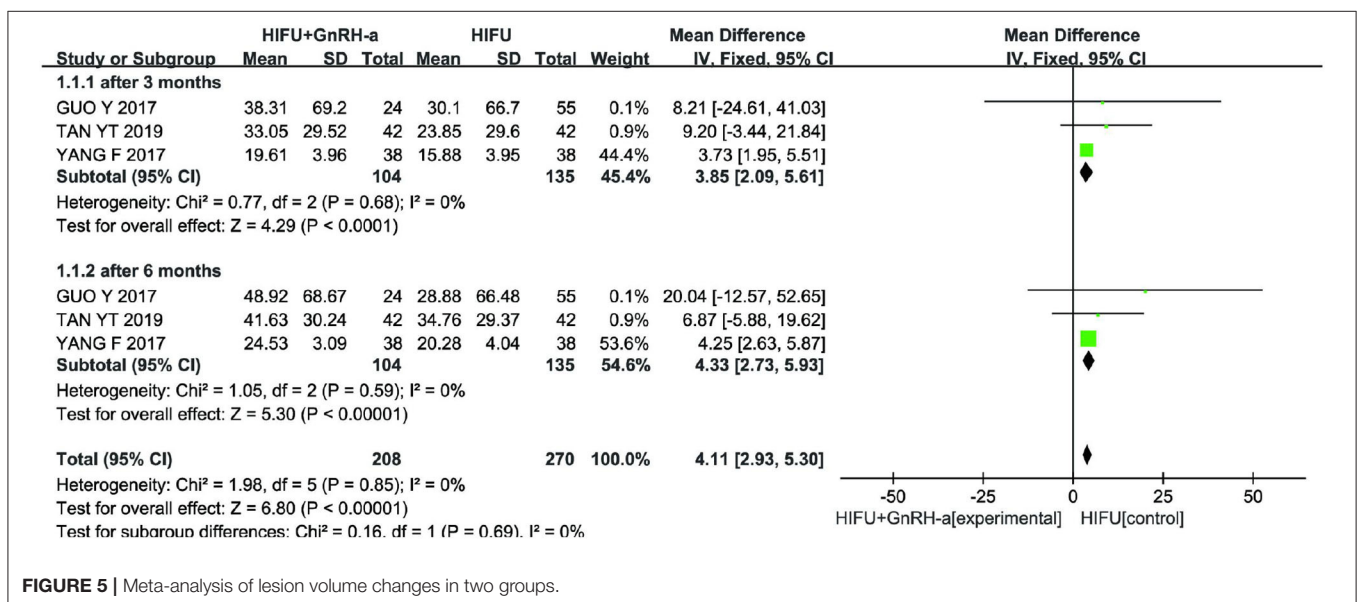 HIFU+GnRH-a HIFU Mean Difference Mean Difference
Study or Subgroup Mean SD Total Mean SD Total Weight IV, Fixed, 95% CI IV, Fixed, 95% CI
1.1.1 after 3 months
GUO Y 2017 38.31 69.2 24 30.1 66.7 55 0.1% 8.21 [-24.61, 41.03]
TAN YT 2019 33.05 29.52 42 23.85 29.6 42 0.9% 9.20 [-3.44, 21.84]
YANG F 2017 19.61 3.96 38 15.88 3.95 38 44.4% 3.73 [1.95, 5.51]
Subtotal (95% CI) 104 135 45.4% 3.85 [2.09, 5.61]
Heterogeneity: Chi² = 0.77, df = 2 (P = 0.68); I² = 0%
Test for overall effect: Z = 4.29 (P < 0.0001)
1.1.2 after 6 months
GUO Y 2017 48.92 68.67 24 28.88 66.48 55 0.1% 20.04 [-12.57, 52.65]
TAN YT 2019 41.63 30.24 42 34.76 29.37 42 0.9% 6.87 [-5.88, 19.62]
YANG F 2017 24.53 3.09 38 20.28 4.04 38 53.6% 4.25 [2.63, 5.87]
Subtotal (95% CI) 104 135 54.6% 4.33 [2.73, 5.93]
Heterogeneity: Chi² = 1.05, df = 2 (P = 0.59); I² = 0%
Test for overall effect: Z = 5.30 (P < 0.00001)
Total (95% CI) 208 270 100.0% 4.11 [2.93, 5.30]
Heterogeneity: Chi² = 1.98, df = 5 (P = 0.85); I² = 0%
Test for overall effect: Z = 6.80 (P < 0.00001)
Test for subgroup differences: Chi² = 0.16, df = 1 (P = 0.69), I² = 0%
-50 -25 0 25 50
HIFU+GnRH-a[experimental] HIFU[control]
FIGURE 5 | Meta-analysis of lesion volume changes in two groups.